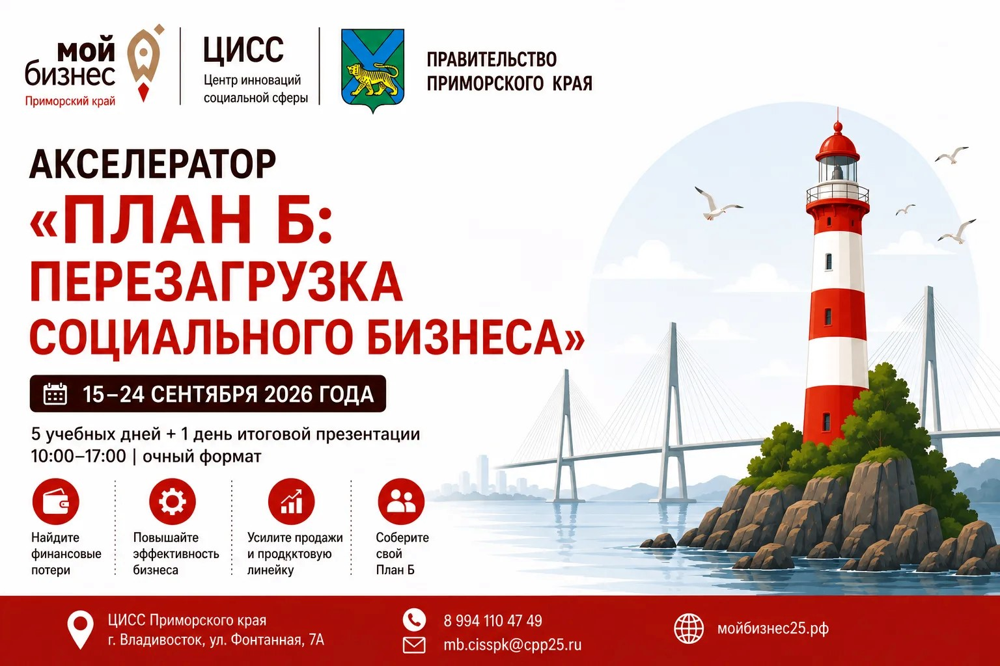 мой
бизнес
Приморский край
ЦИСС
Центр инноваций
социальной сферы
ПРАВИТЕЛЬСТВО
ПРИМОРСКОГО КРАЯ
АКСЕЛЕРАТОР
«ПЛАН Б:
ПЕРЕЗАГРУЗКА
СОЦИАЛЬНОГО БИЗНЕСА»
15–24 СЕНТЯБРЯ 2026 ГОДА
5 учебных дней + 1 день итоговой презентации
10:00–17:00 | очный формат
Найдите
финансовые
потери
Повышайте
эффективность
бизнеса
Усилите продажи
и продуктовую
линейку
Соберите
свой
План Б
ЦИСС Приморского края
г. Владивосток, ул. Фонтанная, 7А
8 994 110 47 49
mb.cisspk@cpp25.ru
мойбизнес25.рф